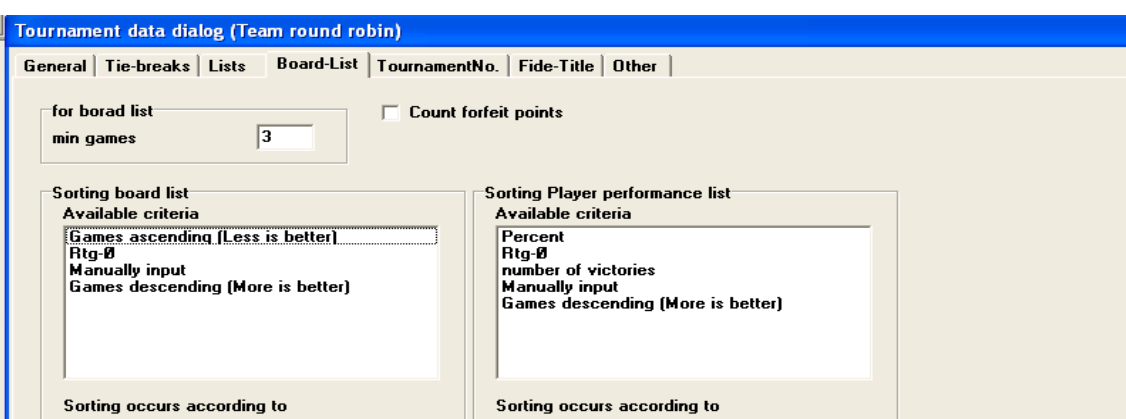 Tournament data dialog (Team round robin)
General Tie-breaks Lists Board-List TournamentNo. Fide-Title Other
for borad list
min games 3
Count forfeit points
Sorting board list
Available criteria
Games ascending (Less is better)
Rtg-Ø
Manually input
Games descending (More is better)
Sorting occurs according to
Sorting Player performance list
Available criteria
Percent
Rtg-Ø
number of victories
Manually input
Games descending (More is better)
Sorting occurs according to